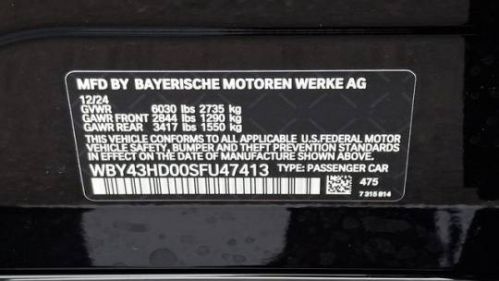 MFD BY BAYERISCHE MOTOREN WERKE AG
12/24
GVWR 6030 lbs 2735 kg
GAWR FRONT 2844 lbs 1290 kg
GAWR REAR 3417 lbs 1550 kg
THIS VEHICLE CONFORMS TO ALL APPLICABLE U.S.FEDERAL MOTOR
VEHICLE SAFETY, BUMPER AND THEFT PREVENTION STANDARDS
IN EFFECT ON THE DATE OF MANUFACTURE SHOWN ABOVE.
WBY43HD00SFU47413 TYPE: PASSENGER CAR
475
7 315 814